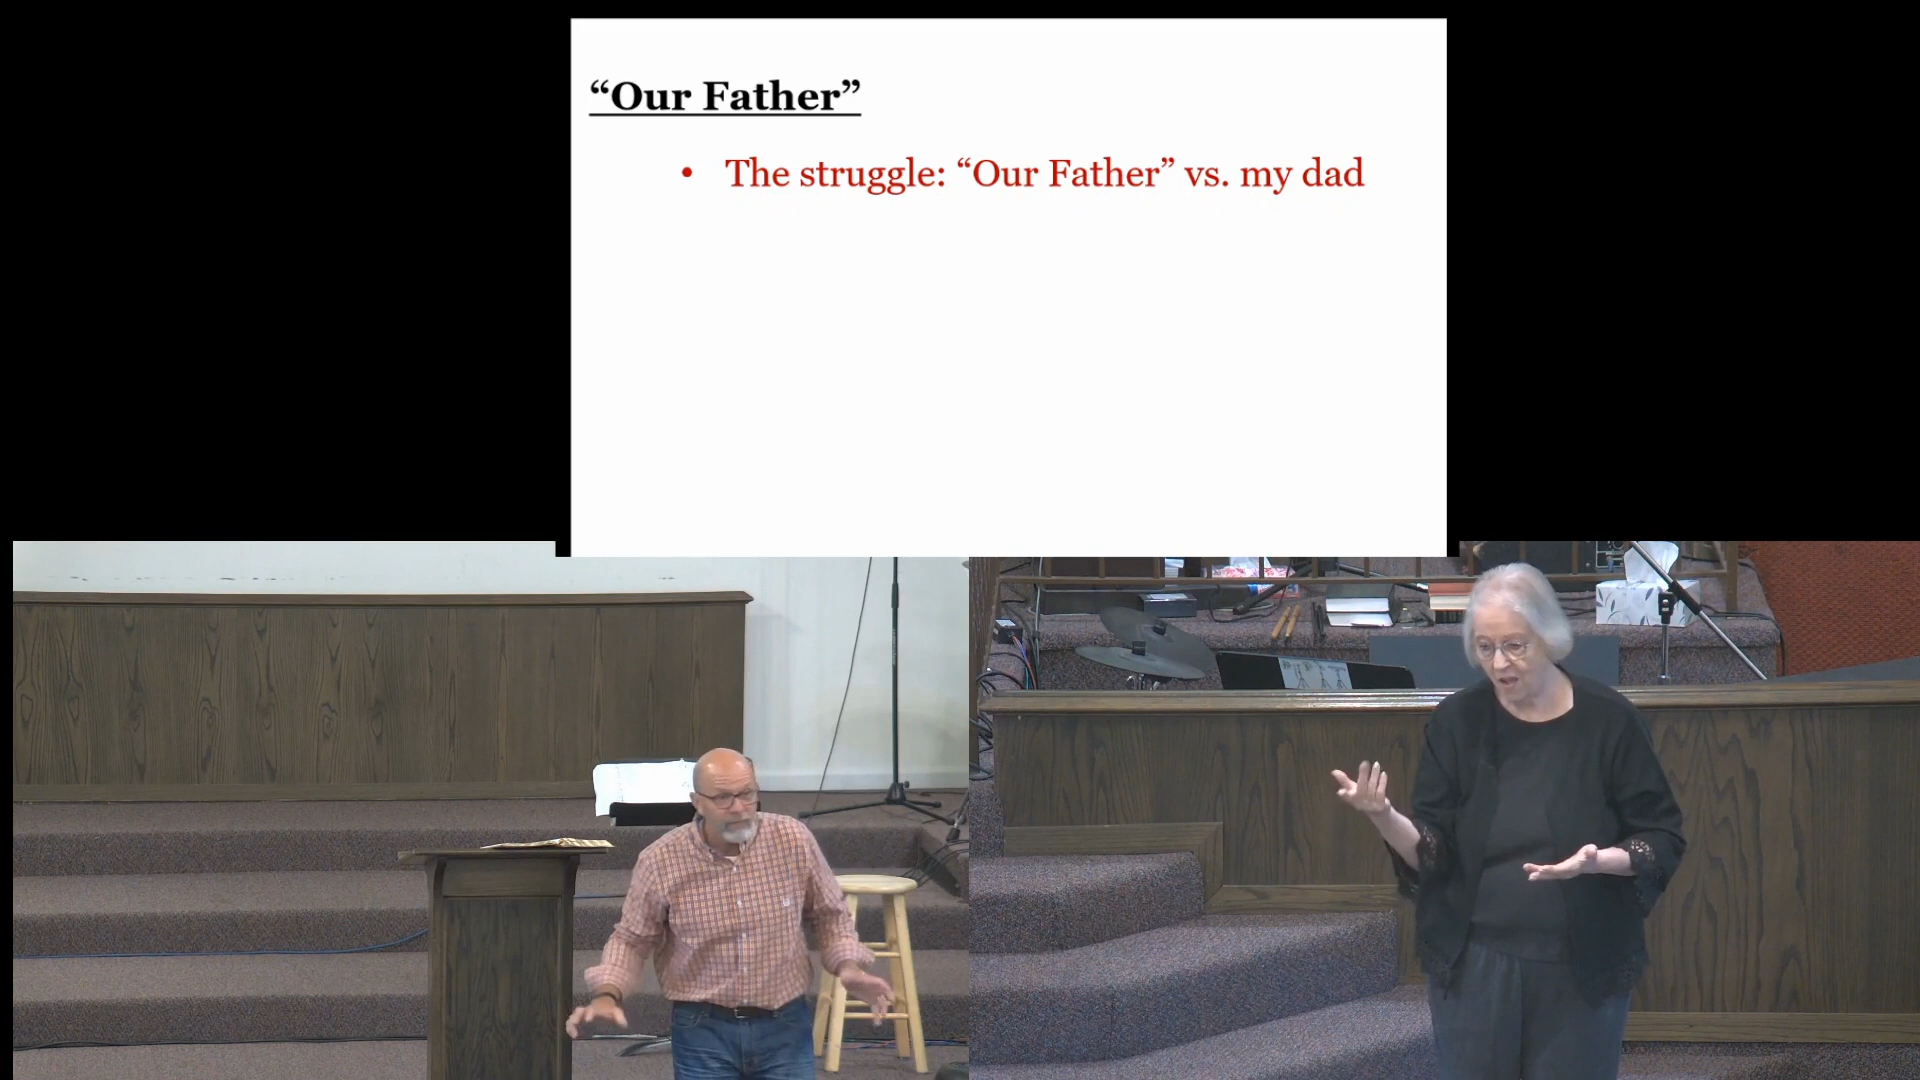 “Our Father”
• The struggle: “Our Father” vs. my dad